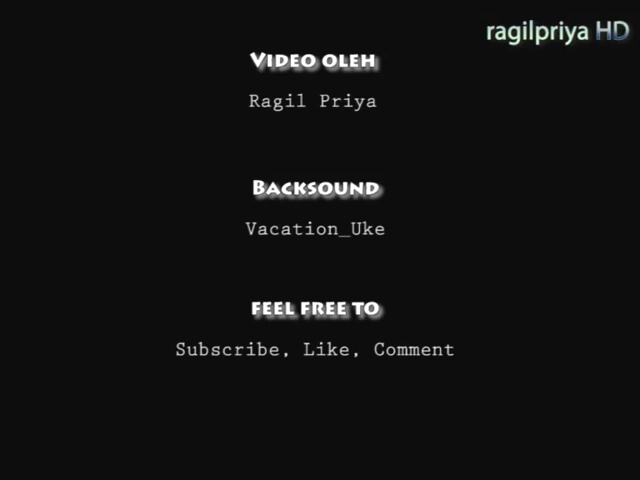 ragilpriya HD
Video oleh
Ragil Priya
Backsound
Vacation_Uke
feel free to
Subscribe, Like, Comment